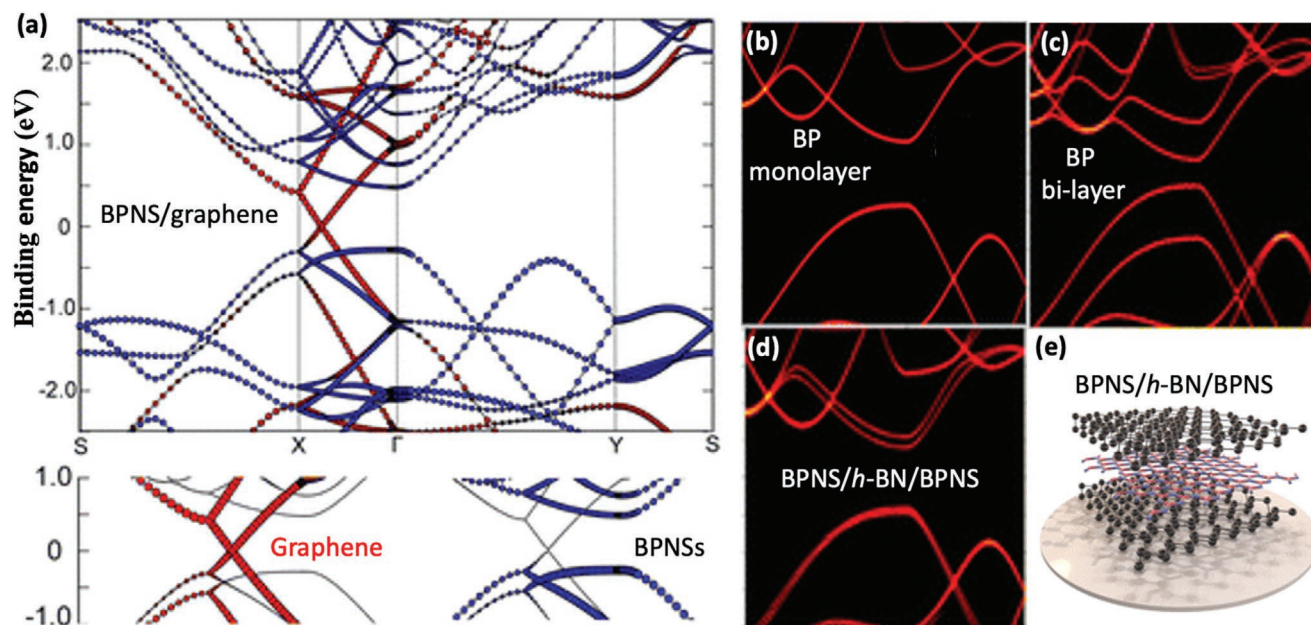 (a)
Binding energy (eV)
2.0
1.0
0
-1.0
-2.0
BPNS/graphene
S
X
Γ
Y
S
1.0
0
-1.0
Graphene
BPNSs
(b)
BP
monolayer
(c)
BP
bi-layer
(d)
BPNS/h-BN/BPNS
(e)
BPNS/h-BN/BPNS